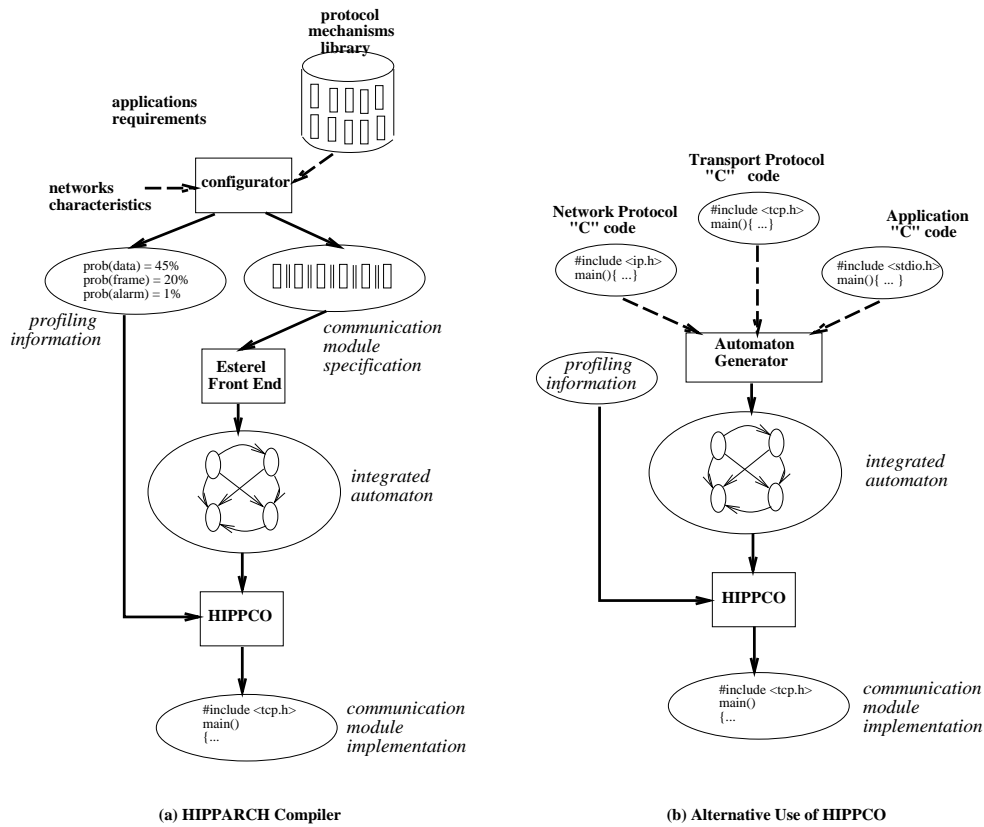 protocol
mechanisms
library
applications
requirements
configurator
networks
characteristics
prob(data) = 45%
prob(frame) = 20%
prob(alarm) = 1%
profiling
information
communication
module
specification
Esterel
Front End
integrated
automaton
HIPPCO
#include <tcp.h>
main()
{...
communication
module
implementation
(a) HIPPARCH Compiler
Transport Protocol
"C" code
#include <tcp.h>
main(){ ...}
Network Protocol
"C" code
#include <ip.h>
main(){ ...}
Application
"C" code
#include <stdio.h>
main(){ ... }
Automaton
Generator
profiling
information
integrated
automaton
HIPPCO
#include <tcp.h>
main()
{...
communication
module
implementation
(b) Alternative Use of HIPPCO